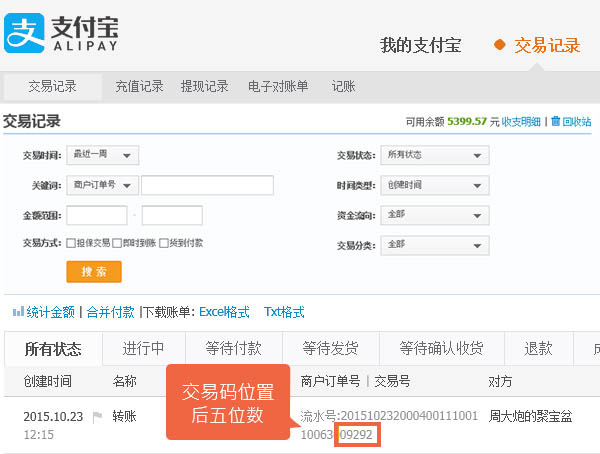 支付宝
ALIPAY
我的支付宝
交易记录
交易记录 充值记录 提现记录 电子对账单 记账
交易记录
可用余额 5399.57 元 收支明细 | 回收站
交易时间: 最近一周 交易状态: 所有状态
关键词: 商户订单号 时间类型: 创建时间
金额范围: - 资金流向: 全部
交易方式: 担保交易 即时到账 货到付款 交易分类: 全部
搜 索
统计金额 | 合并付款 |下载账单: Excel格式 Txt格式
所有状态 进行中 等待付款 等待发货 等待确认收货 退款
创建时间 名称 商户订单号 | 交易号 对方
交易码位置
后五位数
2015.10.23 转账 流水号:201510232000400111001 周大炮的聚宝盆
12:15 10063009292